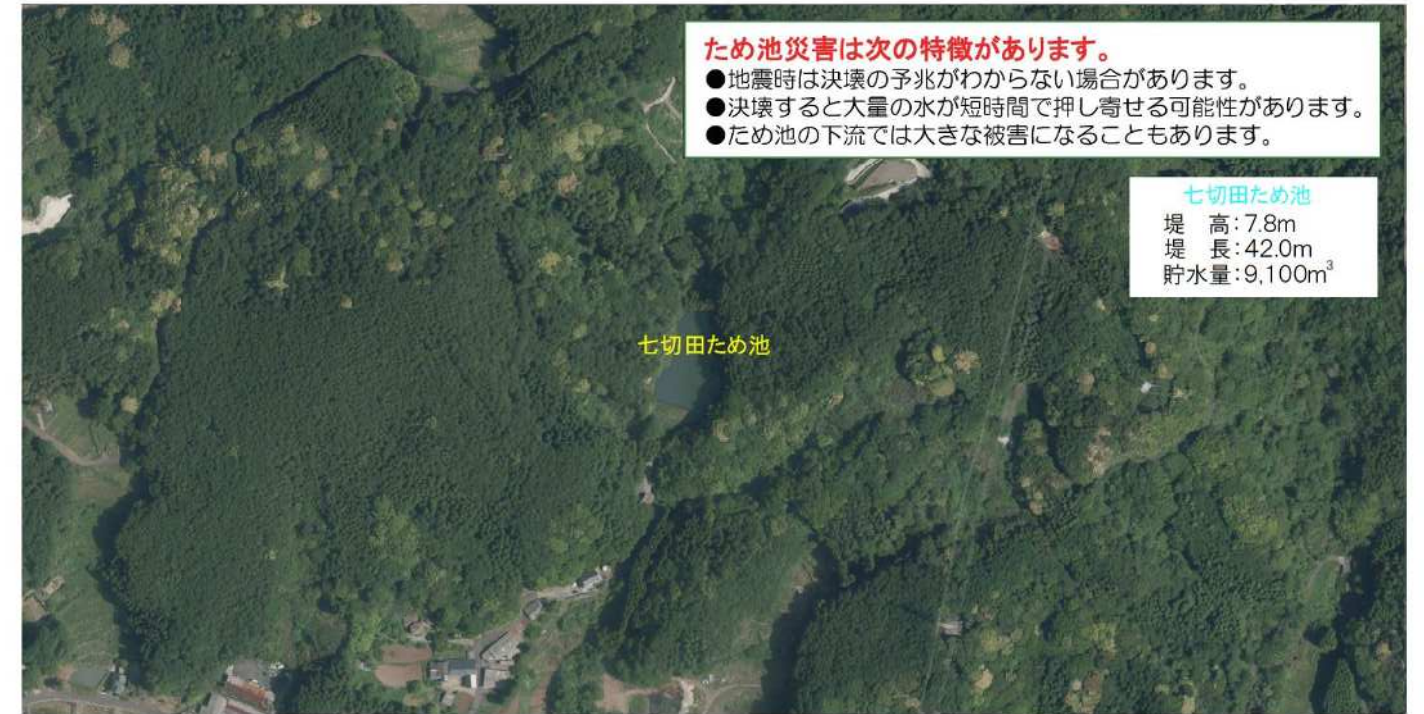 ため池災害は次の特徴があります。
●地震時は決壊の予兆がわからない場合があります。
●決壊すると大量の水が短時間で押し寄せる可能性があります。
●ため池の下流では大きな被害になることもあります。
七切田ため池
堤　高：7.8m
堤　長：42.0m
貯水量：9,100m³
七切田ため池